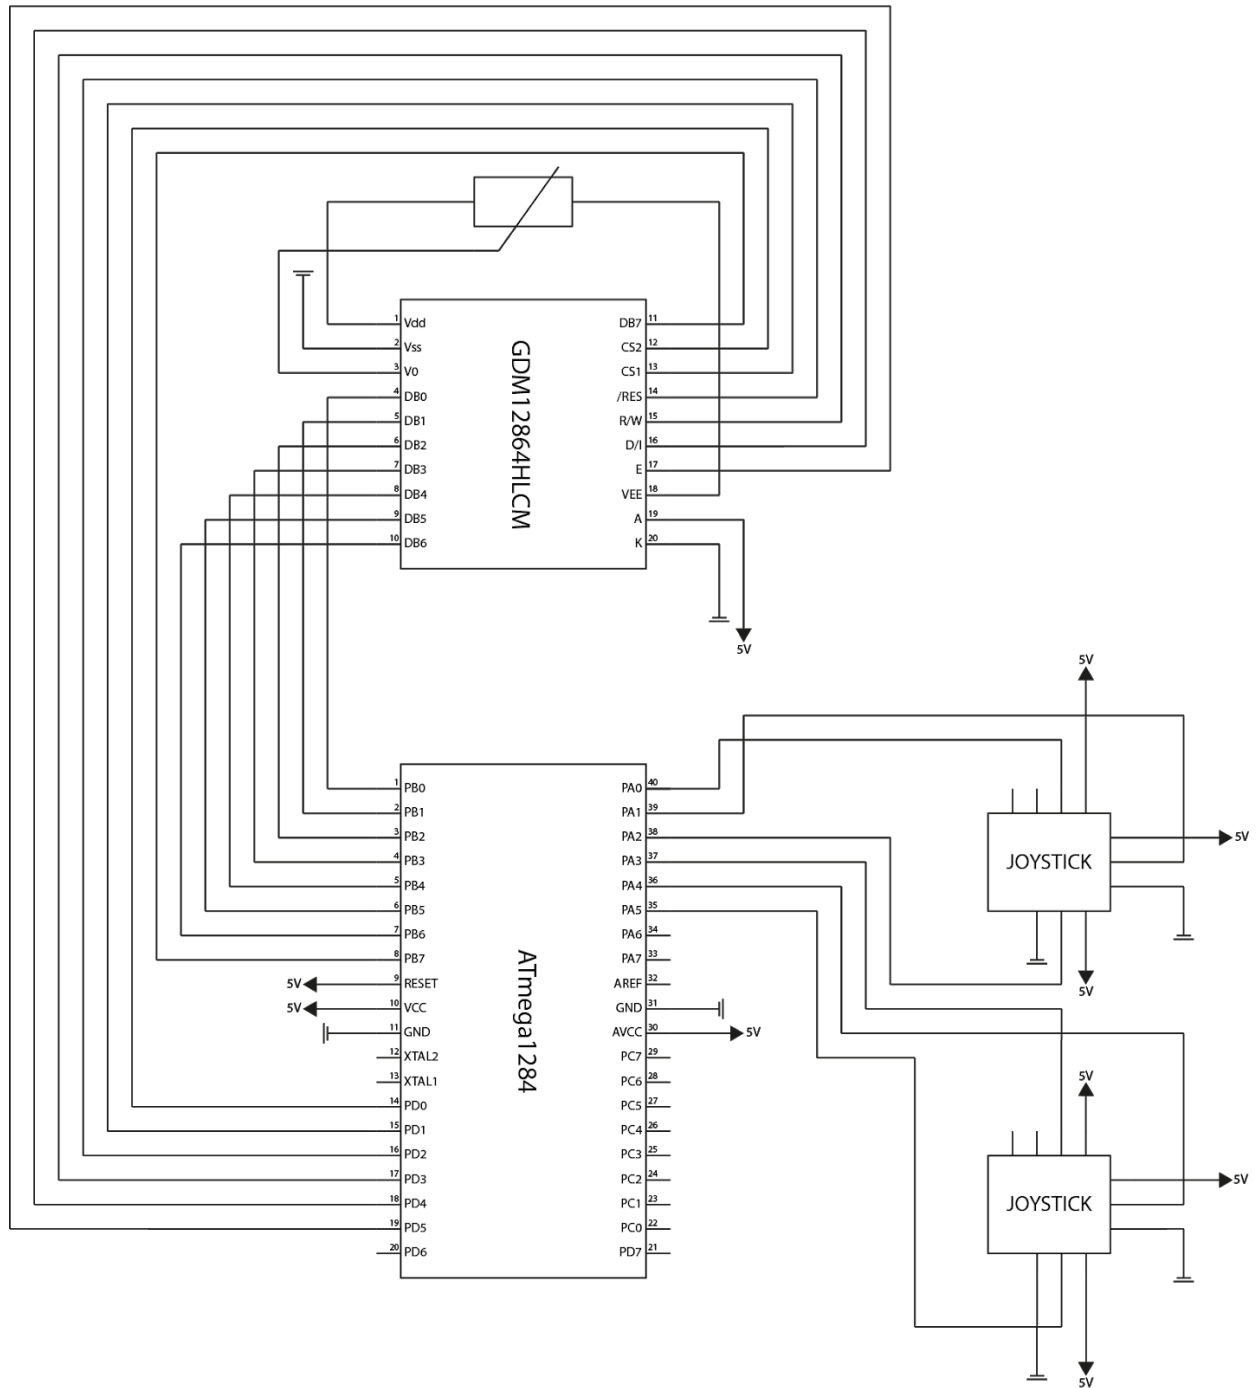 1 Vdd
2 Vss
3 V0
4 DB0
5 DB1
6 DB2
7 DB3
8 DB4
9 DB5
10 DB6
GDM12864HLCM
DB7 11
CS2 12
CS1 13
/RES 14
R/W 15
D/I 16
E 17
VEE 18
A 19
K 20
5V
1 PB0
2 PB1
3 PB2
4 PB3
5 PB4
6 PB5
7 PB6
8 PB7
5V 9 RESET
5V 10 VCC
11 GND
12 XTAL2
13 XTAL1
14 PD0
15 PD1
16 PD2
17 PD3
18 PD4
19 PD5
20 PD6
ATmega1284
PA0 40
PA1 39
PA2 38
PA3 37
PA4 36
PA5 35
PA6 34
PA7 33
AREF 32
GND 31
AVCC 30 5V
PC7 29
PC6 28
PC5 27
PC4 26
PC3 25
PC2 24
PC1 23
PC0 22
PD7 21
5V
5V
JOYSTICK
5V
5V
5V
JOYSTICK
5V